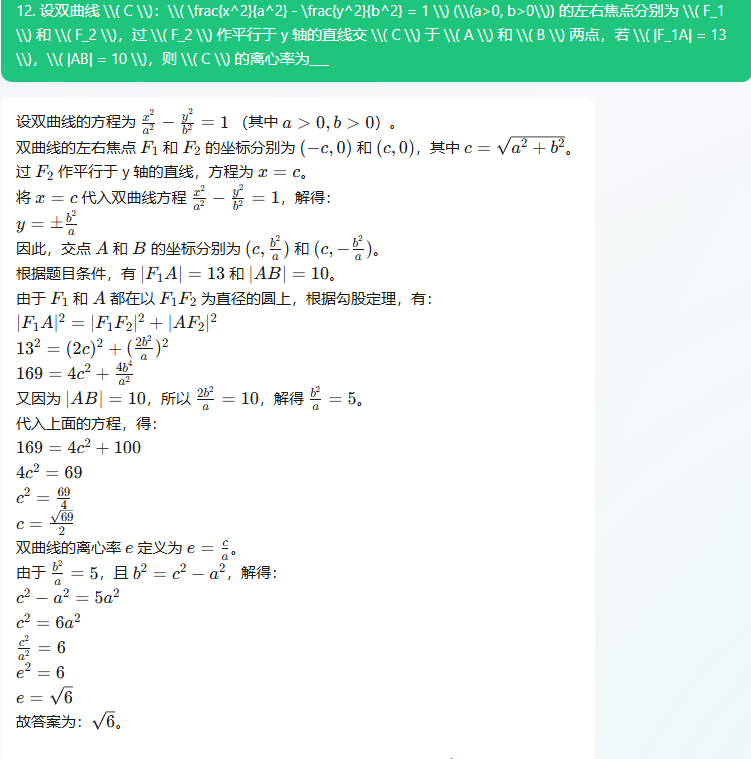 12. 设双曲线 \\( C \\)：\\( \frac{x^2}{a^2} - \frac{y^2}{b^2} = 1 \\) (\\(a>0, b>0\\)) 的左右焦点分别为 \\( F_1
\\) 和 \\( F_2 \\)，过 \\( F_2 \\) 作平行于 y 轴的直线交 \\( C \\) 于 \\( A \\) 和 \\( B \\) 两点，若 \\( |F_1A| = 13
\\)，\\( |AB| = 10 \\)，则 \\( C \\) 的离心率为___
设双曲线的方程为 $\frac{x^2}{a^2} - \frac{y^2}{b^2} = 1$ （其中 $a > 0, b > 0$）。
双曲线的左右焦点 $F_1$ 和 $F_2$ 的坐标分别为 $(-c, 0)$ 和 $(c, 0)$，其中 $c = \sqrt{a^2 + b^2}$。
过 $F_2$ 作平行于 y 轴的直线，方程为 $x = c$。
将 $x = c$ 代入双曲线方程 $\frac{x^2}{a^2} - \frac{y^2}{b^2} = 1$，解得：
$y = \pm\frac{b^2}{a}$
因此，交点 $A$ 和 $B$ 的坐标分别为 $(c, \frac{b^2}{a})$ 和 $(c, -\frac{b^2}{a})$。
根据题目条件，有 $|F_1A| = 13$ 和 $|AB| = 10$。
由于 $F_1$ 和 $A$ 都在以 $F_1F_2$ 为直径的圆上，根据勾股定理，有：
$|F_1A|^2 = |F_1F_2|^2 + |AF_2|^2$
$13^2 = (2c)^2 + (\frac{2b^2}{a})^2$
$169 = 4c^2 + \frac{4b^4}{a^2}$
又因为 $|AB| = 10$，所以 $\frac{2b^2}{a} = 10$，解得 $\frac{b^2}{a} = 5$。
代入上面的方程，得：
$169 = 4c^2 + 100$
$4c^2 = 69$
$c^2 = \frac{69}{4}$
$c = \frac{\sqrt{69}}{2}$
双曲线的离心率 $e$ 定义为 $e = \frac{c}{a}$。
由于 $\frac{b^2}{a} = 5$，且 $b^2 = c^2 - a^2$，解得：
$c^2 - a^2 = 5a^2$
$c^2 = 6a^2$
$\frac{c^2}{a^2} = 6$
$e^2 = 6$
$e = \sqrt{6}$
故答案为：$\sqrt{6}$。